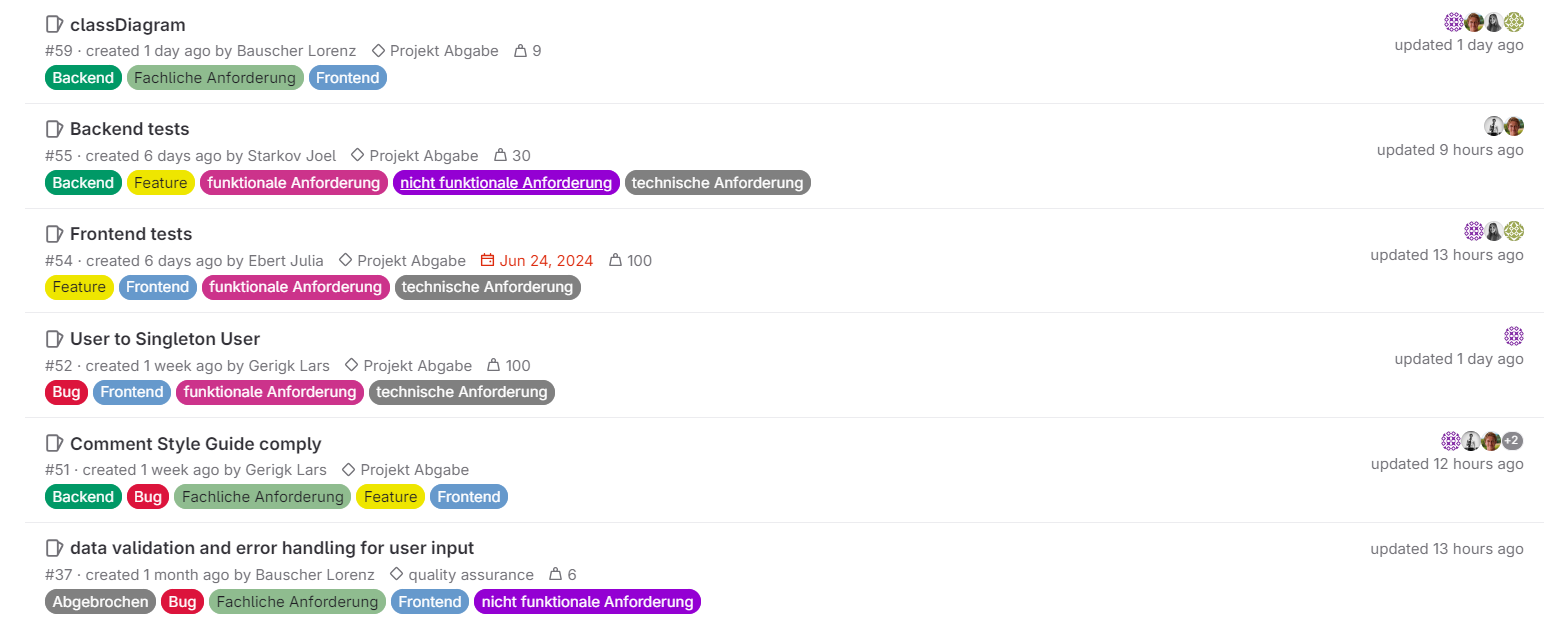 classDiagram
#59 · created 1 day ago by Bauscher Lorenz Projekt Abgabe 9
updated 1 day ago
Backend Fachliche Anforderung Frontend
Backend tests
#55 · created 6 days ago by Starkov Joel Projekt Abgabe 30
updated 9 hours ago
Backend Feature funktionale Anforderung nicht funktionale Anforderung technische Anforderung
Frontend tests
#54 · created 6 days ago by Ebert Julia Projekt Abgabe Jun 24, 2024 100
updated 13 hours ago
Feature Frontend funktionale Anforderung technische Anforderung
User to Singleton User
#52 · created 1 week ago by Gerigk Lars Projekt Abgabe 100
updated 1 day ago
Bug Frontend funktionale Anforderung technische Anforderung
Comment Style Guide comply
+2
#51 · created 1 week ago by Gerigk Lars Projekt Abgabe
updated 12 hours ago
Backend Bug Fachliche Anforderung Feature Frontend
data validation and error handling for user input
updated 13 hours ago
#37 · created 1 month ago by Bauscher Lorenz quality assurance 6
Abgebrochen Bug Fachliche Anforderung Frontend nicht funktionale Anforderung